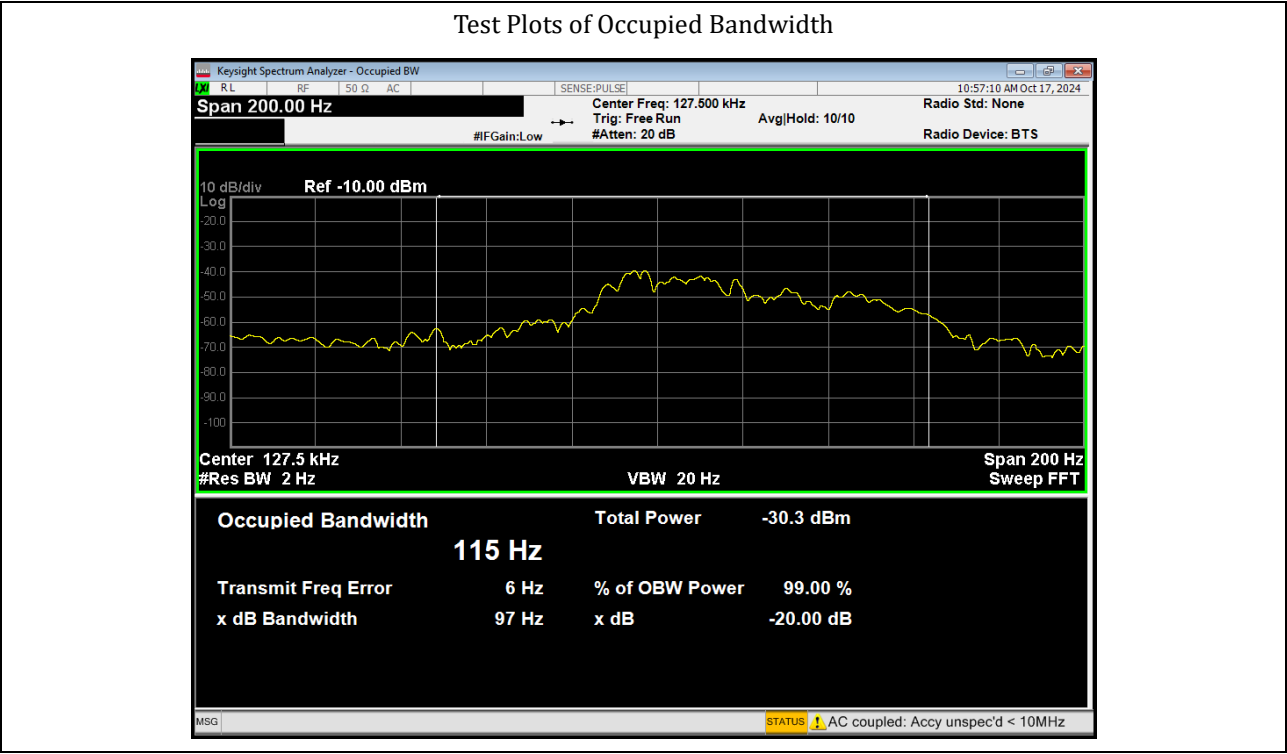 Test Plots of Occupied Bandwidth
Keysight Spectrum Analyzer - Occupied BW
LXI RL RF 50 Ω AC SENSE:PULSE 10:57:10 AM Oct 17, 2024
Span 200.00 Hz Center Freq: 127.500 kHz Radio Std: None
Trig: Free Run Avg|Hold: 10/10
#IFGain:Low #Atten: 20 dB Radio Device: BTS
10 dB/div Ref -10.00 dBm
Log
-20.0
-30.0
-40.0
-50.0
-60.0
-70.0
-80.0
-90.0
-100
Center 127.5 kHz Span 200 Hz
#Res BW 2 Hz VBW 20 Hz Sweep FFT
Occupied Bandwidth Total Power -30.3 dBm
115 Hz
Transmit Freq Error 6 Hz % of OBW Power 99.00 %
x dB Bandwidth 97 Hz x dB -20.00 dB
MSG STATUS AC coupled: Accy unspec'd < 10MHz